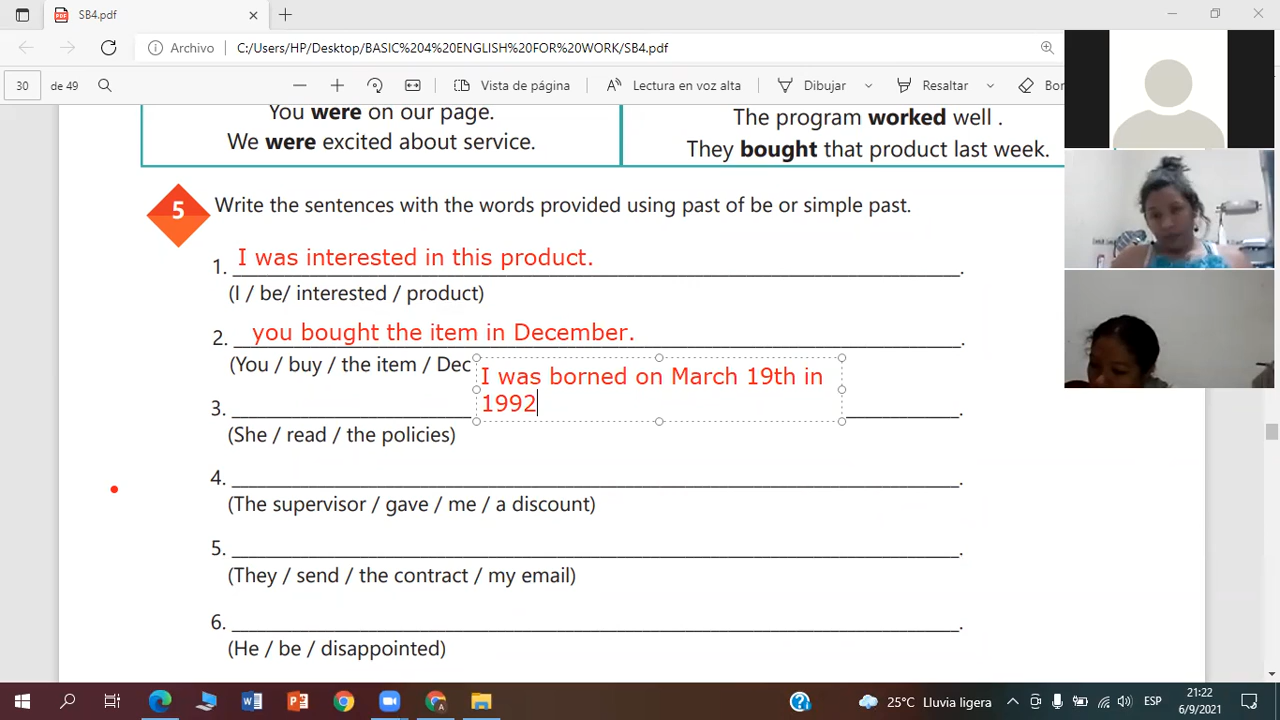 SB4.pdf
Archivo
C:/Users/HP/Desktop/BASIC%204%20ENGLISH%20FOR%20WORK/SB4.pdf
30 de 49
Vista de página
Lectura en voz alta
Dibujar
Resaltar
Bor
You were on our page.
We were excited about service.
The program worked well .
They bought that product last week.
5 Write the sentences with the words provided using past of be or simple past.
1. I was interested in this product. .
(I / be/ interested / product)
2. you bought the item in December. .
(You / buy / the item / Dec
I was borned on March 19th in
1992
3. .
(She / read / the policies)
4. .
(The supervisor / gave / me / a discount)
5. .
(They / send / the contract / my email)
6. .
(He / be / disappointed)
25°C Lluvia ligera
ESP
21:22
6/9/2021